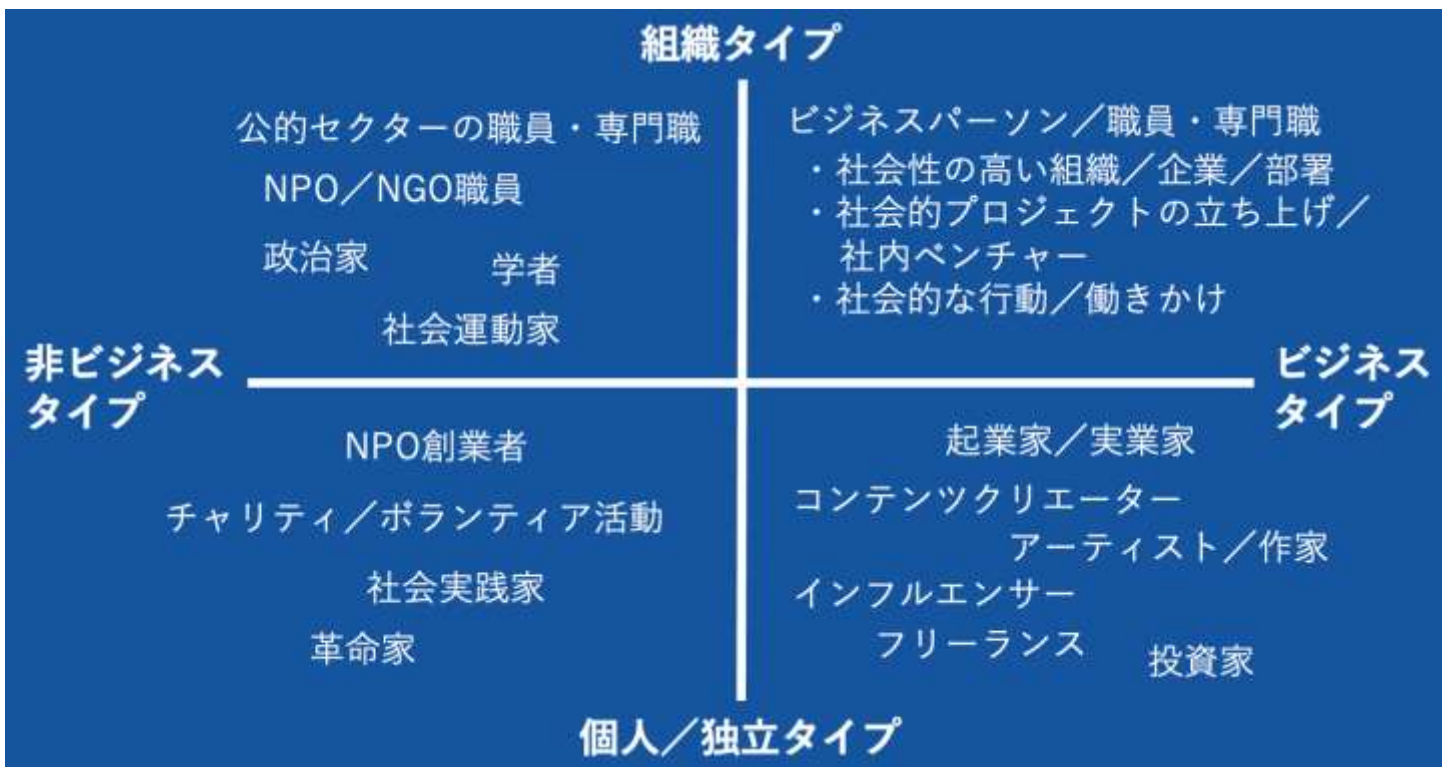 組織タイプ
公的セクターの職員・専門職
NPO／NGO職員
政治家
学者
社会運動家
ビジネスパーソン／職員・専門職
・社会性の高い組織／企業／部署
・社会的プロジェクトの立ち上げ／
社内ベンチャー
・社会的な行動／働きかけ
非ビジネス
タイプ
ビジネス
タイプ
NPO創業者
チャリティ／ボランティア活動
社会実践家
革命家
起業家／実業家
コンテンツクリエーター
アーティスト／作家
インフルエンサー
フリーランス
投資家
個人／独立タイプ